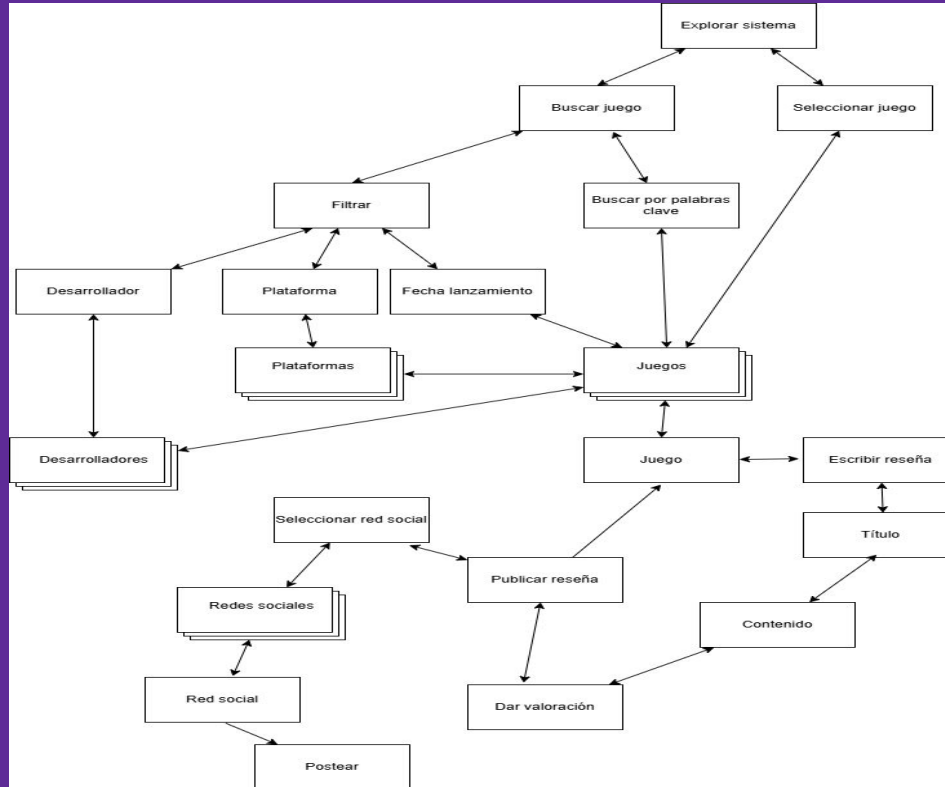 Explorar sistema
Buscar juego
Seleccionar juego
Filtrar
Buscar por palabras
clave
Desarrollador
Plataforma
Fecha lanzamiento
Plataformas
Juegos
Desarrolladores
Juego
Escribir reseña
Seleccionar red social
Título
Publicar reseña
Redes sociales
Contenido
Red social
Dar valoración
Postear